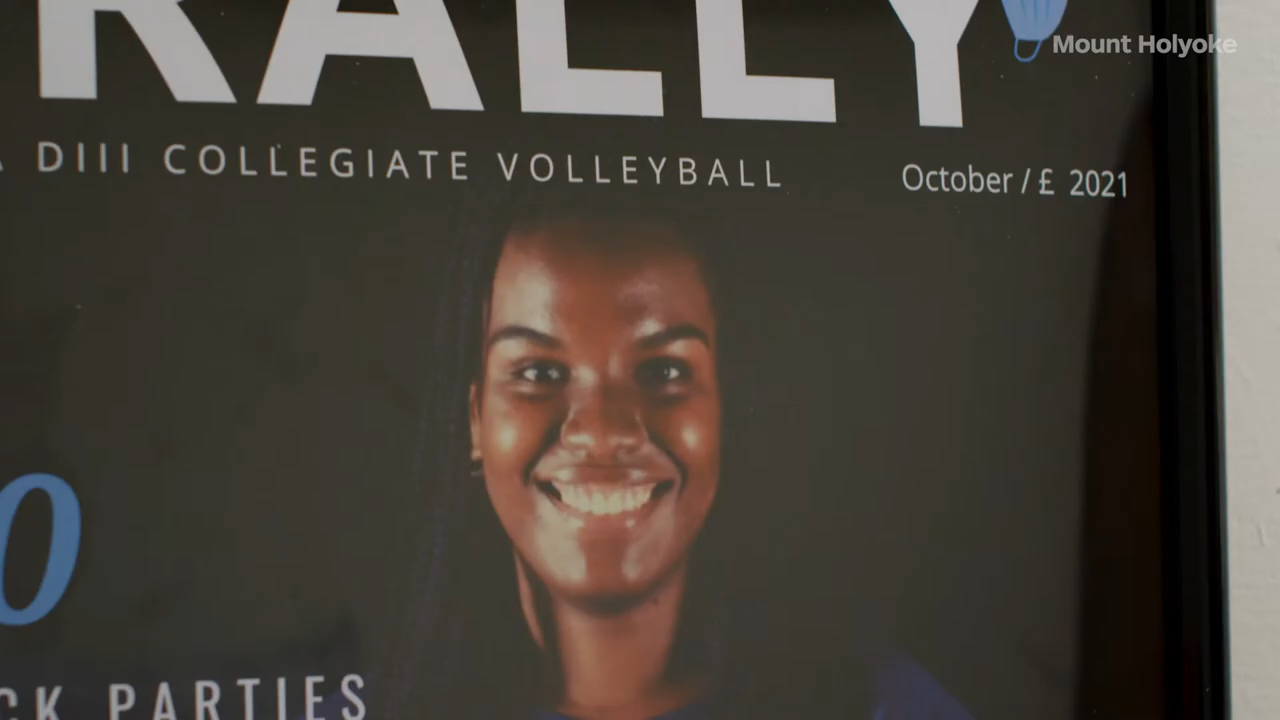 RALLY
Mount Holyoke
DIII COLLEGIATE VOLLEYBALL
October / £ 2021
PARTIES